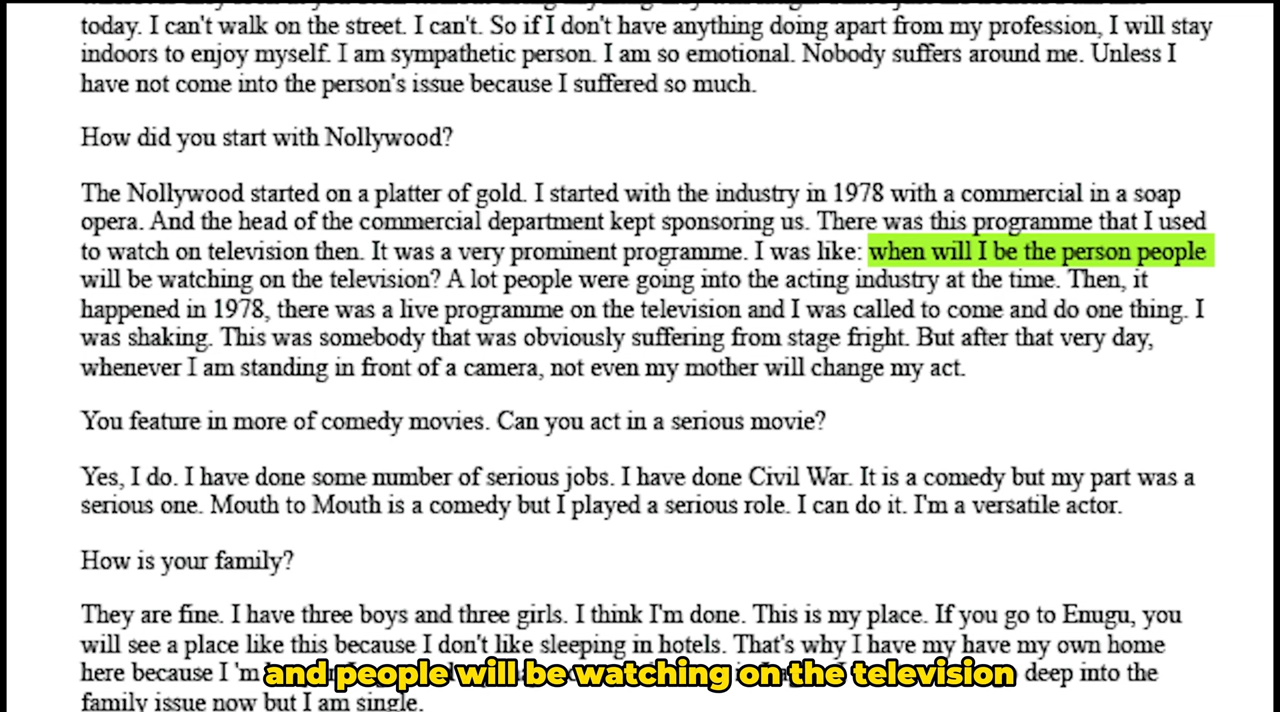 today. I can't walk on the street. I can't. So if I don't have anything doing apart from my profession, I will stay
indoors to enjoy myself. I am sympathetic person. I am so emotional. Nobody suffers around me. Unless I
have not come into the person's issue because I suffered so much.
How did you start with Nollywood?
The Nollywood started on a platter of gold. I started with the industry in 1978 with a commercial in a soap
opera. And the head of the commercial department kept sponsoring us. There was this programme that I used
to watch on television then. It was a very prominent programme. I was like: when will I be the person people
will be watching on the television? A lot people were going into the acting industry at the time. Then, it
happened in 1978, there was a live programme on the television and I was called to come and do one thing. I
was shaking. This was somebody that was obviously suffering from stage fright. But after that very day,
whenever I am standing in front of a camera, not even my mother will change my act.
You feature in more of comedy movies. Can you act in a serious movie?
Yes, I do. I have done some number of serious jobs. I have done Civil War. It is a comedy but my part was a
serious one. Mouth to Mouth is a comedy but I played a serious role. I can do it. I'm a versatile actor.
How is your family?
They are fine. I have three boys and three girls. I think I'm done. This is my place. If you go to Enugu, you
will see a place like this because I don't like sleeping in hotels. That's why I have my have my own home
here because I 'm deep into the
and people will be watching on the television
family issue now but I am single.